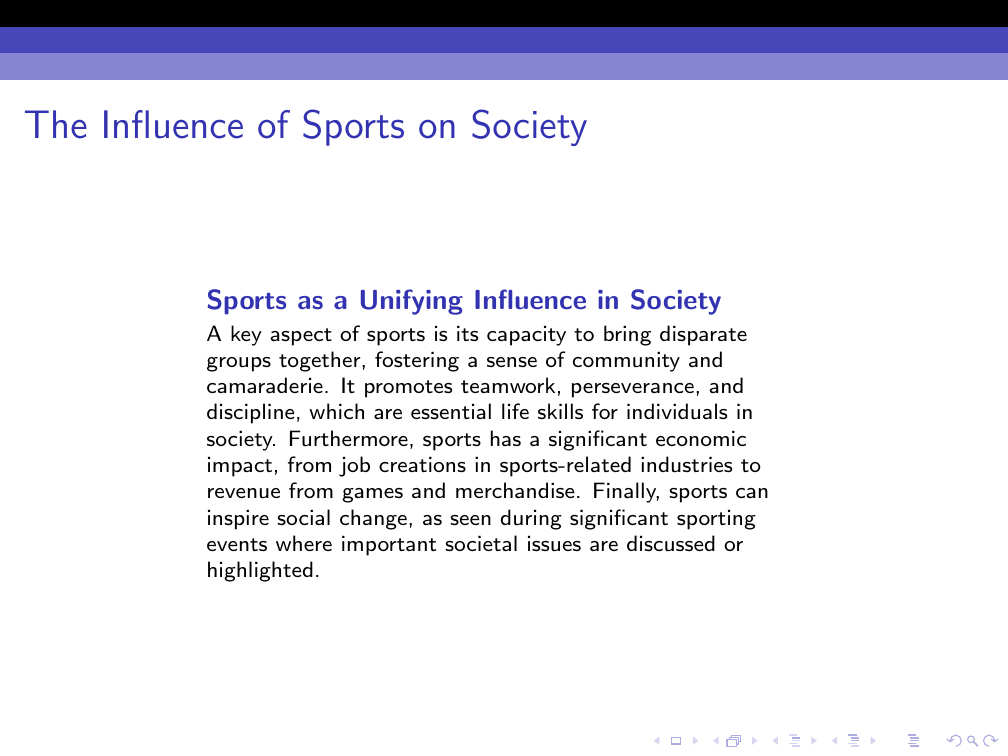 The Influence of Sports on Society
Sports as a Unifying Influence in Society
A key aspect of sports is its capacity to bring disparate
groups together, fostering a sense of community and
camaraderie. It promotes teamwork, perseverance, and
discipline, which are essential life skills for individuals in
society. Furthermore, sports has a significant economic
impact, from job creations in sports-related industries to
revenue from games and merchandise. Finally, sports can
inspire social change, as seen during significant sporting
events where important societal issues are discussed or
highlighted.